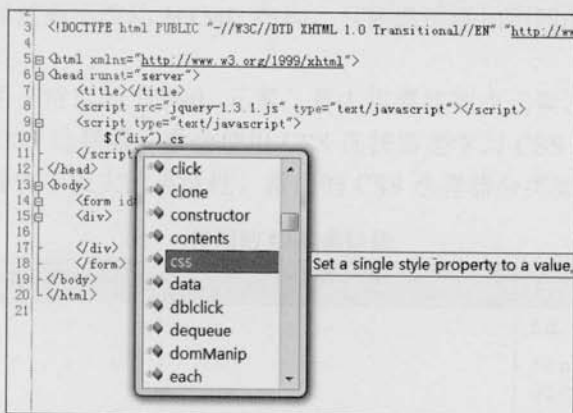 2
3 <!DOCTYPE html PUBLIC "-//W3C//DTD XHTML 1.0 Transitional//EN" "http://ww
4
5 <html xmlns="http://www.w3.org/1999/xhtml">
6 <head runat="server">
7 <title></title>
8 <script src="jquery-1.3.1.js" type="text/javascript"></script>
9 <script type="text/javascript">
10 $("div").cs
11 </script
12 </head>
13 <body>
14 <form id
15 <div>
16
17 </div>
18 </form>
19 </body>
20 </html>
21
click
clone
constructor
contents
css
data
dblclick
dequeue
domManip
each
Set a single style property to a value,